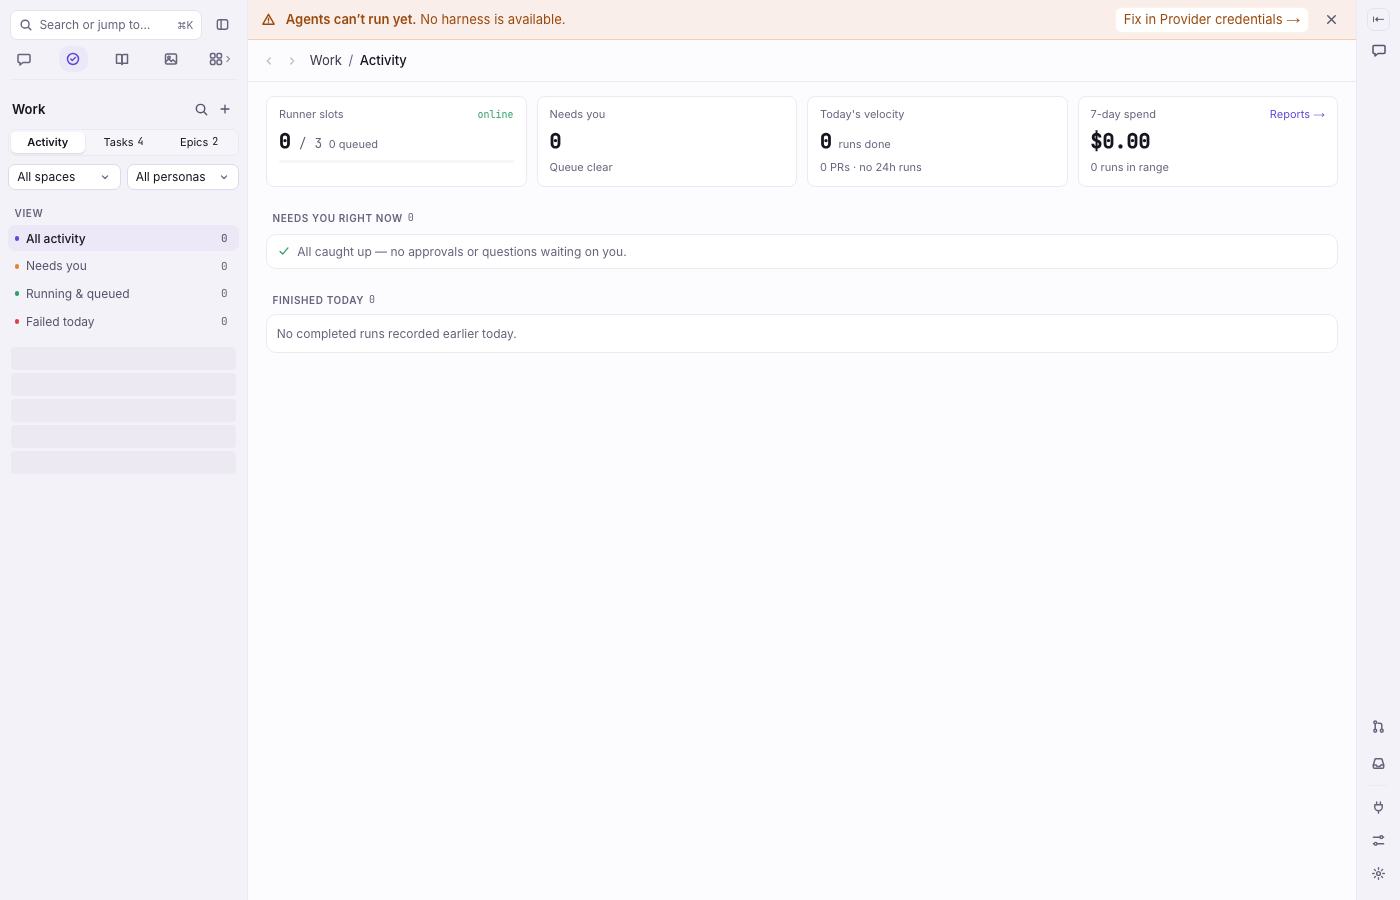 Search or jump to... ⌘K
Agents can’t run yet. No harness is available.
Fix in Provider credentials →
Work / Activity
Work
Activity
Tasks 4
Epics 2
All spaces
All personas
VIEW
All activity 0
Needs you 0
Running & queued 0
Failed today 0
Runner slots online
0 / 3 0 queued
Needs you
0
Queue clear
Today's velocity
0 runs done
0 PRs · no 24h runs
7-day spend Reports →
$0.00
0 runs in range
NEEDS YOU RIGHT NOW 0
All caught up — no approvals or questions waiting on you.
FINISHED TODAY 0
No completed runs recorded earlier today.